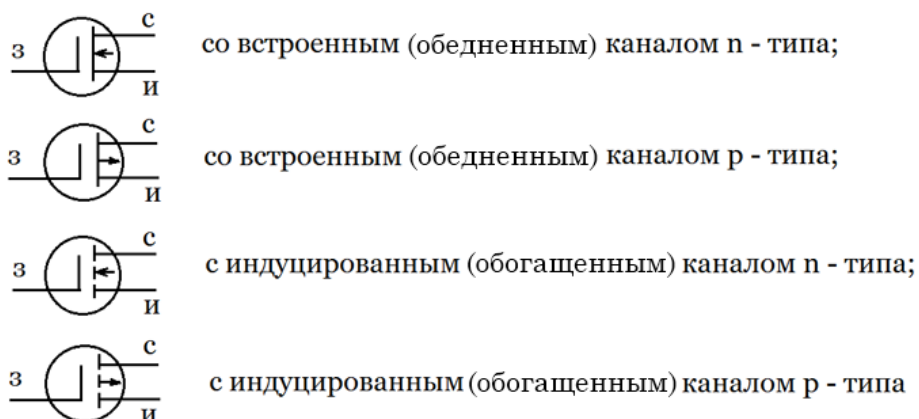 с
з
со встроенным (обедненным) каналом n - типа;
и
с
з
со встроенным (обедненным) каналом p - типа;
и
с
з
с индуцированным (обогащенным) каналом n - типа;
и
с
з
с индуцированным (обогащенным) каналом p - типа
и